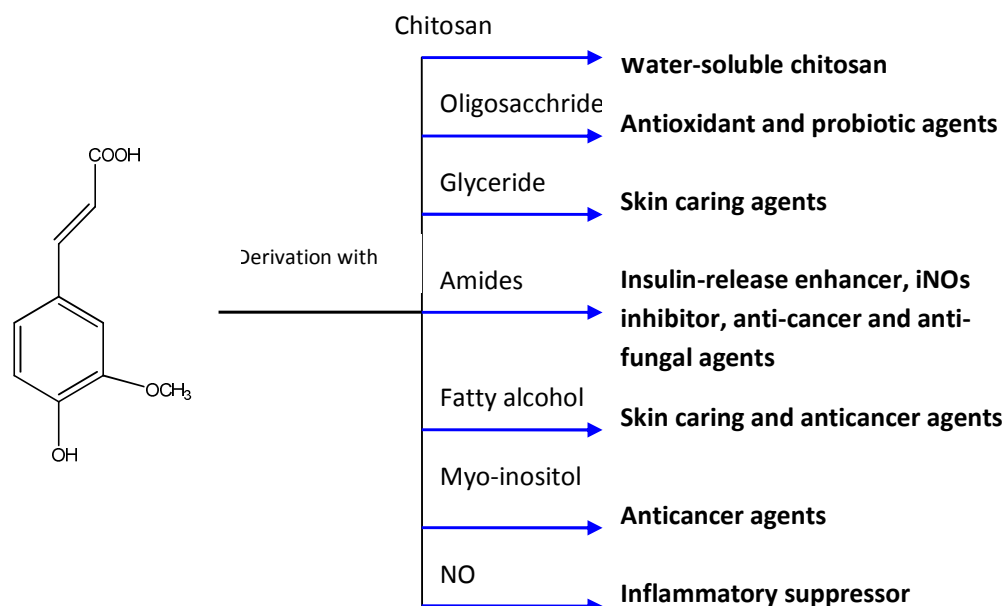 Chitosan
Water-soluble chitosan
Oligosacchride
Antioxidant and probiotic agents
COOH
Glyceride
Skin caring agents
Derivation with
Amides
Insulin-release enhancer, iNOs
inhibitor, anti-cancer and anti-
fungal agents
OCH3
Fatty alcohol
Skin caring and anticancer agents
OH
Myo-inositol
Anticancer agents
NO
Inflammatory suppressor